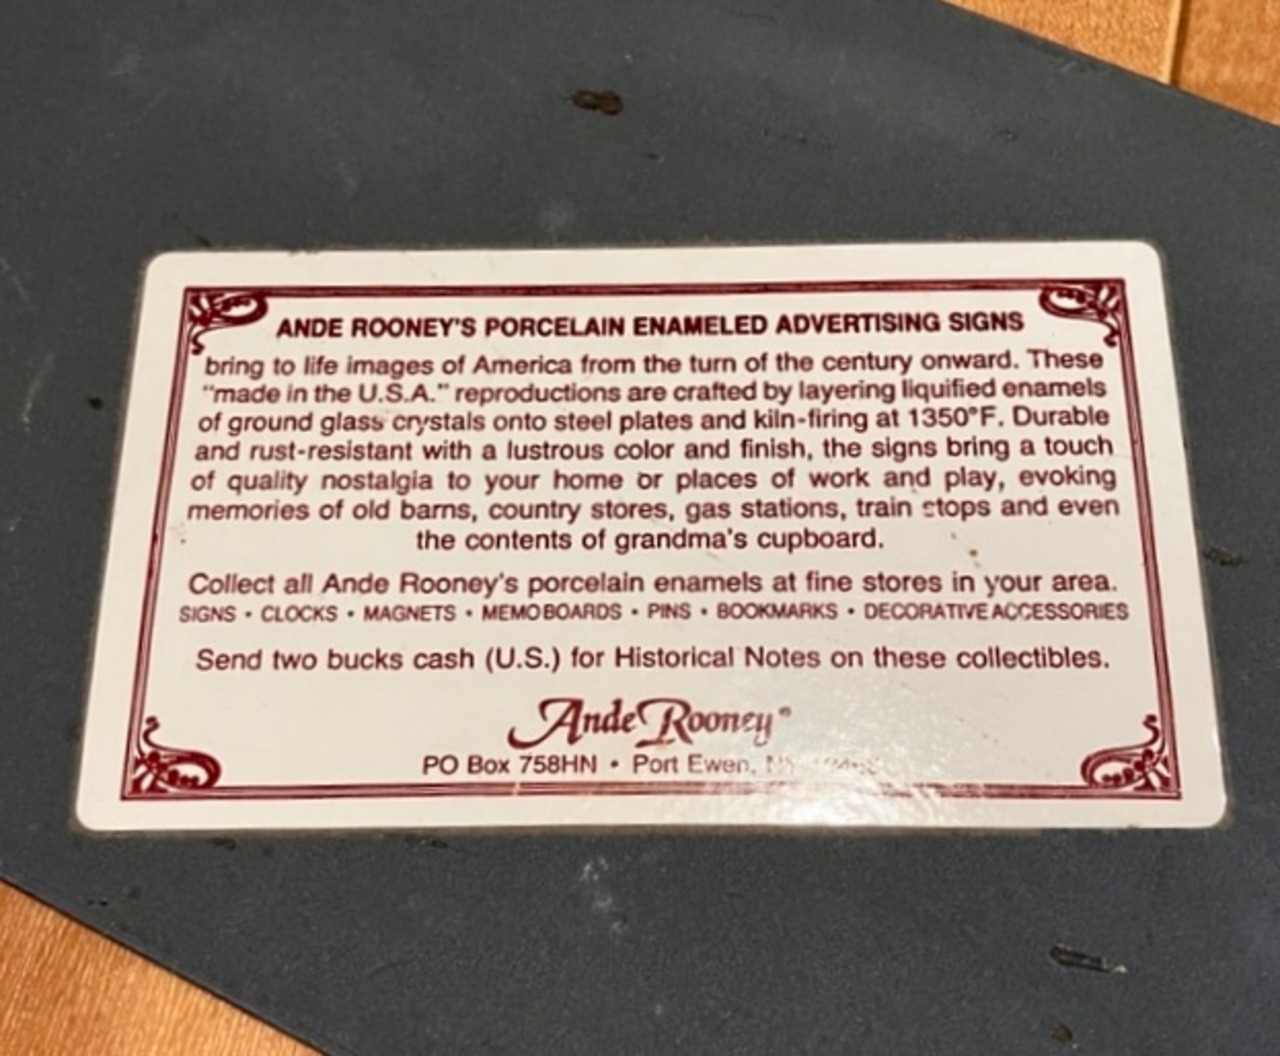 ANDE ROONEY'S PORCELAIN ENAMELED ADVERTISING SIGNS
bring to life images of America from the turn of the century onward. These
"made in the U.S.A." reproductions are crafted by layering liquified enamels
of ground glass crystals onto steel plates and kiln-firing at 1350°F. Durable
and rust-resistant with a lustrous color and finish, the signs bring a touch
of quality nostalgia to your home or places of work and play, evoking
memories of old barns, country stores, gas stations, train stops and even
the contents of grandma's cupboard.
Collect all Ande Rooney's porcelain enamels at fine stores in your area.
SIGNS • CLOCKS • MAGNETS • MEMO BOARDS • PINS • BOOKMARKS • DECORATIVE ACCESSORIES
Send two bucks cash (U.S.) for Historical Notes on these collectibles.
Ande Rooney®
PO Box 758HN • Port Ewen, NY